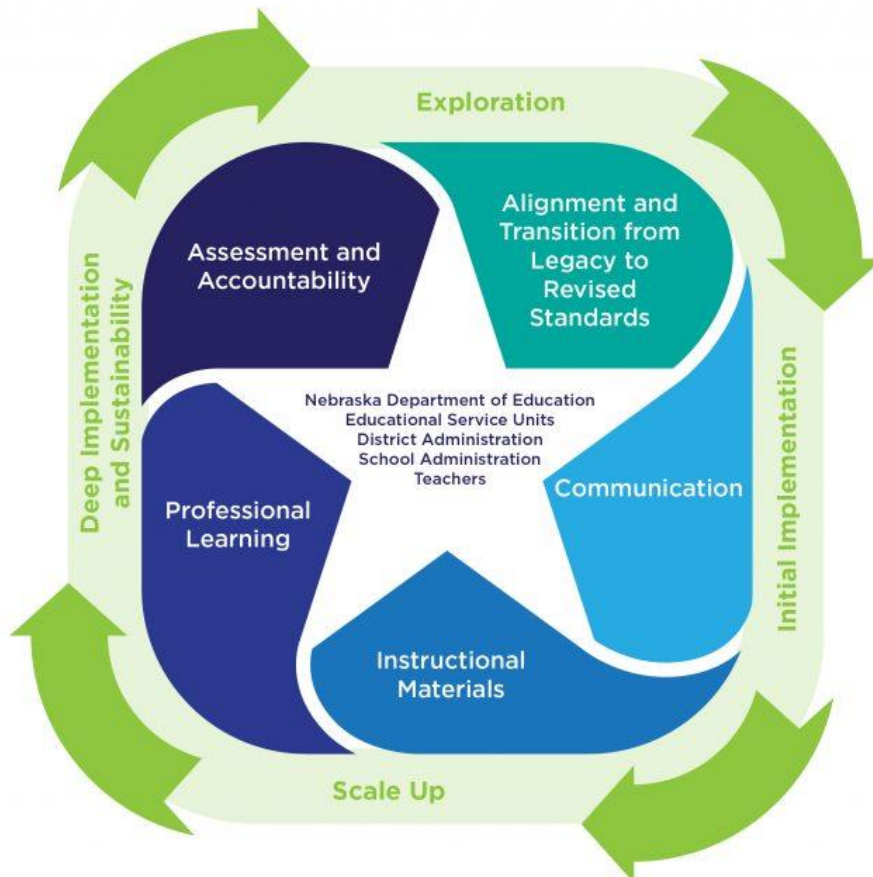 Exploration
Assessment and
Accountability
Alignment and
Transition from
Legacy to
Revised
Standards
Nebraska Department of Education
Educational Service Units
District Administration
School Administration
Teachers
Communication
Professional
Learning
Instructional
Materials
Initial Implementation
Scale Up
Deep Implementation
and Sustainability